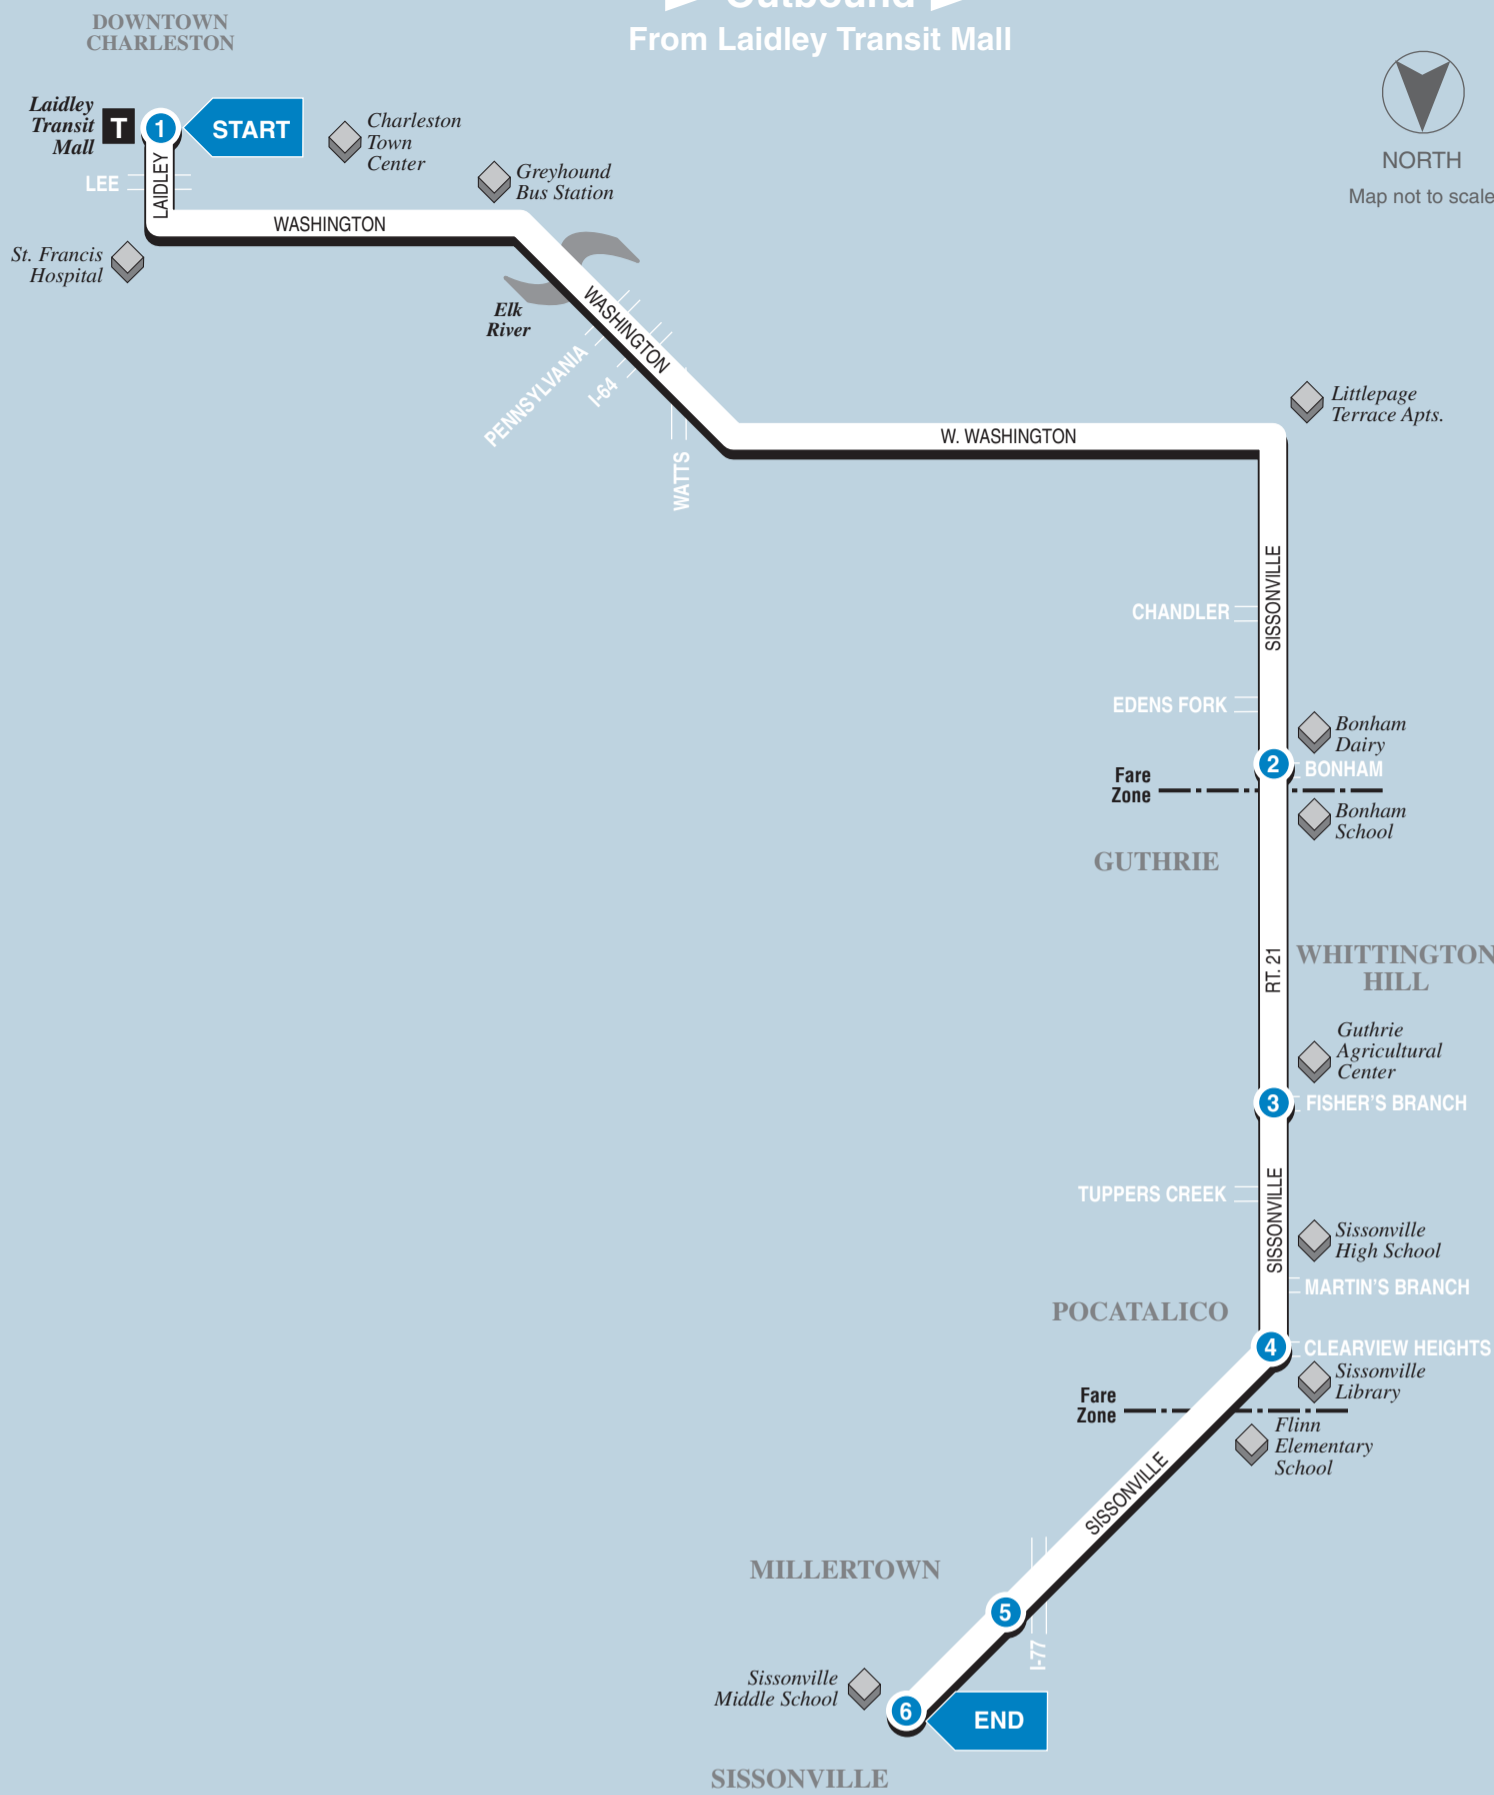 Outbound
From Laidley Transit Mall
DOWNTOWN
CHARLESTON
NORTH
Map not to scale
Laidley
Transit
Mall
T
1
START
Charleston
Town
Center
LEE
LAIDLEY
Greyhound
Bus Station
WASHINGTON
St. Francis
Hospital
Elk
River
WASHINGTON
PENNSYLVANIA
I-64
WATTS
W. WASHINGTON
Littlepage
Terrace Apts.
SISSONVILLE
CHANDLER
EDENS FORK
Bonham
Dairy
2
BONHAM
Fare
Zone
Bonham
School
GUTHRIE
RT. 21
WHITTINGTON
HILL
Guthrie
Agricultural
Center
3
FISHER'S BRANCH
TUPPERS CREEK
SISSONVILLE
Sissonville
High School
MARTIN'S BRANCH
POCATALICO
4
CLEARVIEW HEIGHTS
Sissonville
Library
Fare
Zone
Flinn
Elementary
School
SISSONVILLE
MILLERTOWN
5
I-77
Sissonville
Middle School
6
END
SISSONVILLE